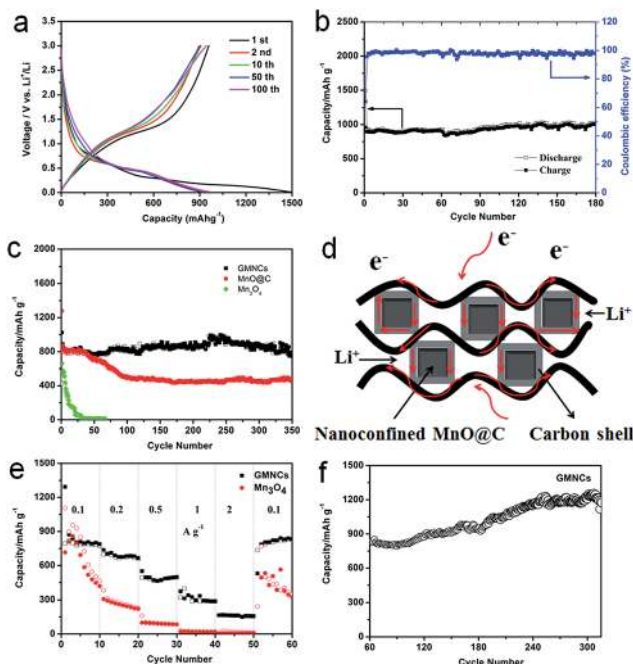 a
Voltage / V vs. Li⁺/Li
3.5
3.0
2.5
2.0
1.5
1.0
0.5
0.0
1 st
2 nd
10 th
50 th
100 th
0 300 600 900 1200 1500
Capacity (mAhg⁻¹)
b
Capacity/mAh g⁻¹
2500
2000
1500
1000
500
0
Discharge
Charge
120
100
80
60
40
20
0
Coulombic efficiency (%)
0 30 60 90 120 150 180
Cycle Number
c
Capacity/mAh g⁻¹
2000
1600
1200
800
400
0
GMNCs
MnO@C
Mn₃O₄
0 50 100 150 200 250 300 350
Cycle Number
d
e⁻
e⁻
e⁻
Li⁺
Li⁺
Nanoconfined MnO@C
Carbon shell
e
Capacity/mAh g⁻¹
1500
1200
900
600
300
0
GMNCs
Mn₃O₄
0.1 0.2 0.5 1 2 0.1
A g⁻¹
0 10 20 30 40 50 60
Cycle Number
f
Capacity/mAh g⁻¹
1500
1200
900
600
300
0
GMNCs
60 120 180 240 300
Cycle Number